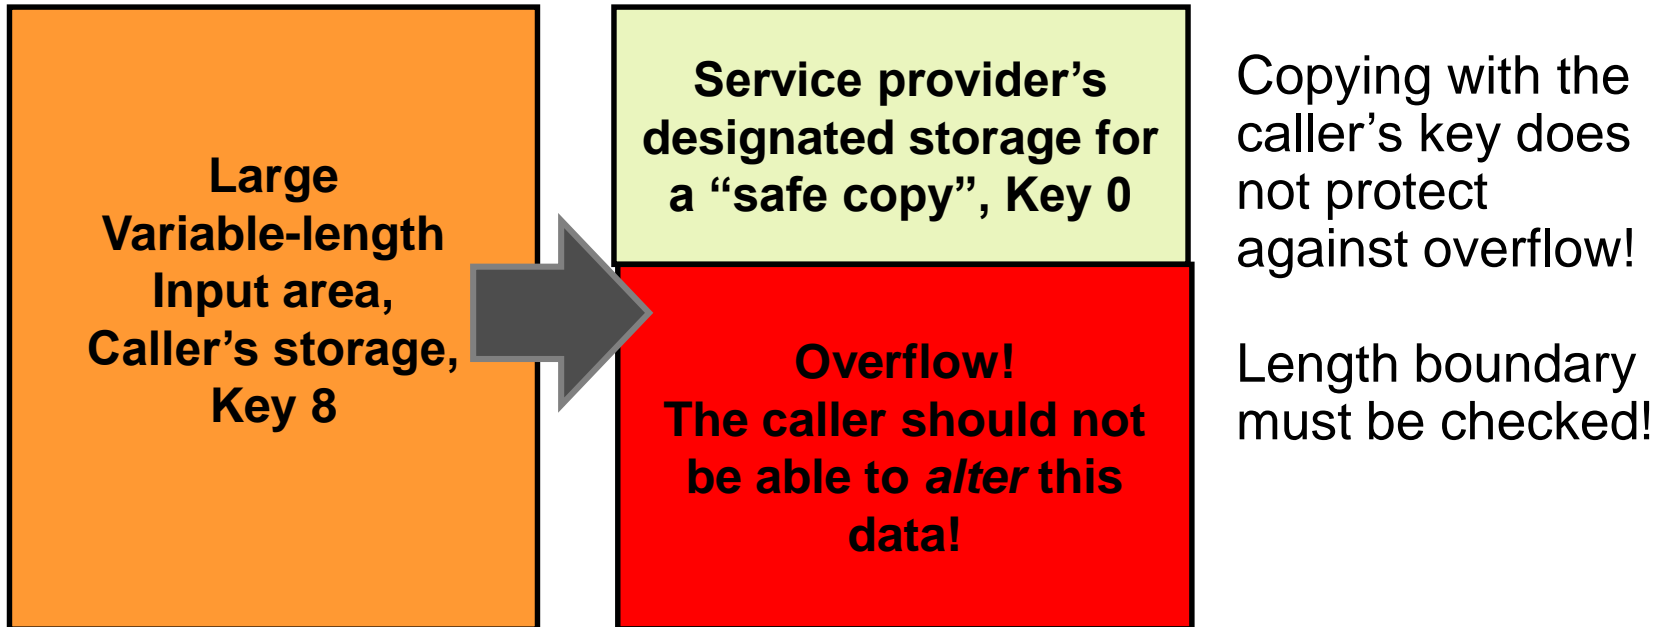 Large
Variable-length
Input area,
Caller’s storage,
Key 8
Service provider’s
designated storage for
a “safe copy”, Key 0
Overflow!
The caller should not
be able to alter this
data!
Copying with the
caller’s key does
not protect
against overflow!
Length boundary
must be checked!